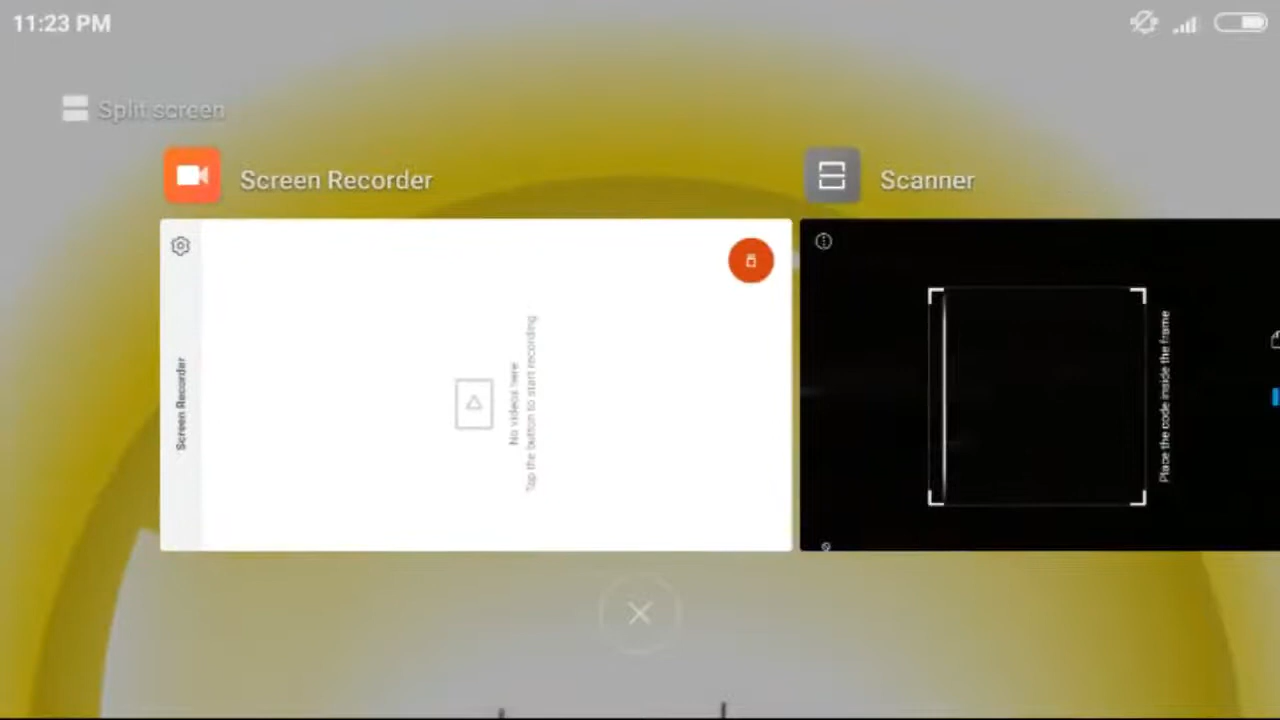 11:23 PM
Split screen
Screen Recorder
Scanner
Screen Recorder
No videos here
Tap the button to start recording
Place the code inside the frame